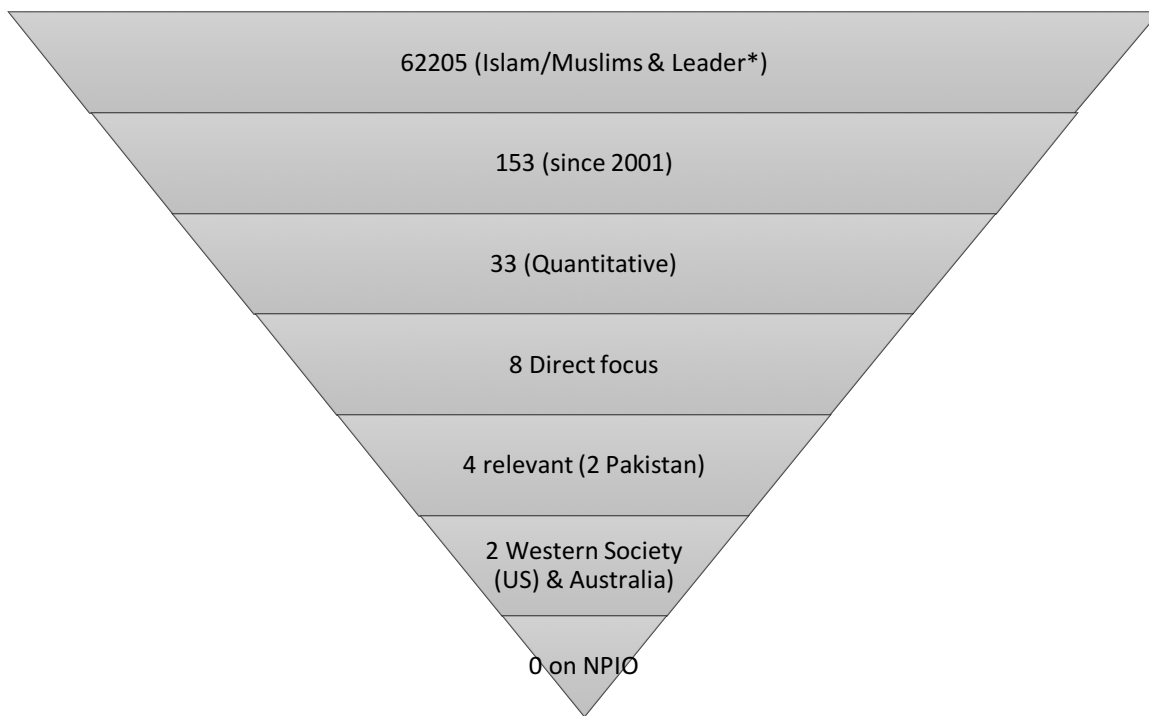 62205 (Islam/Muslims & Leader*)
153 (since 2001)
33 (Quantitative)
8 Direct focus
4 relevant (2 Pakistan)
2 Western Society
(US) & Australia)
0 on NPIO